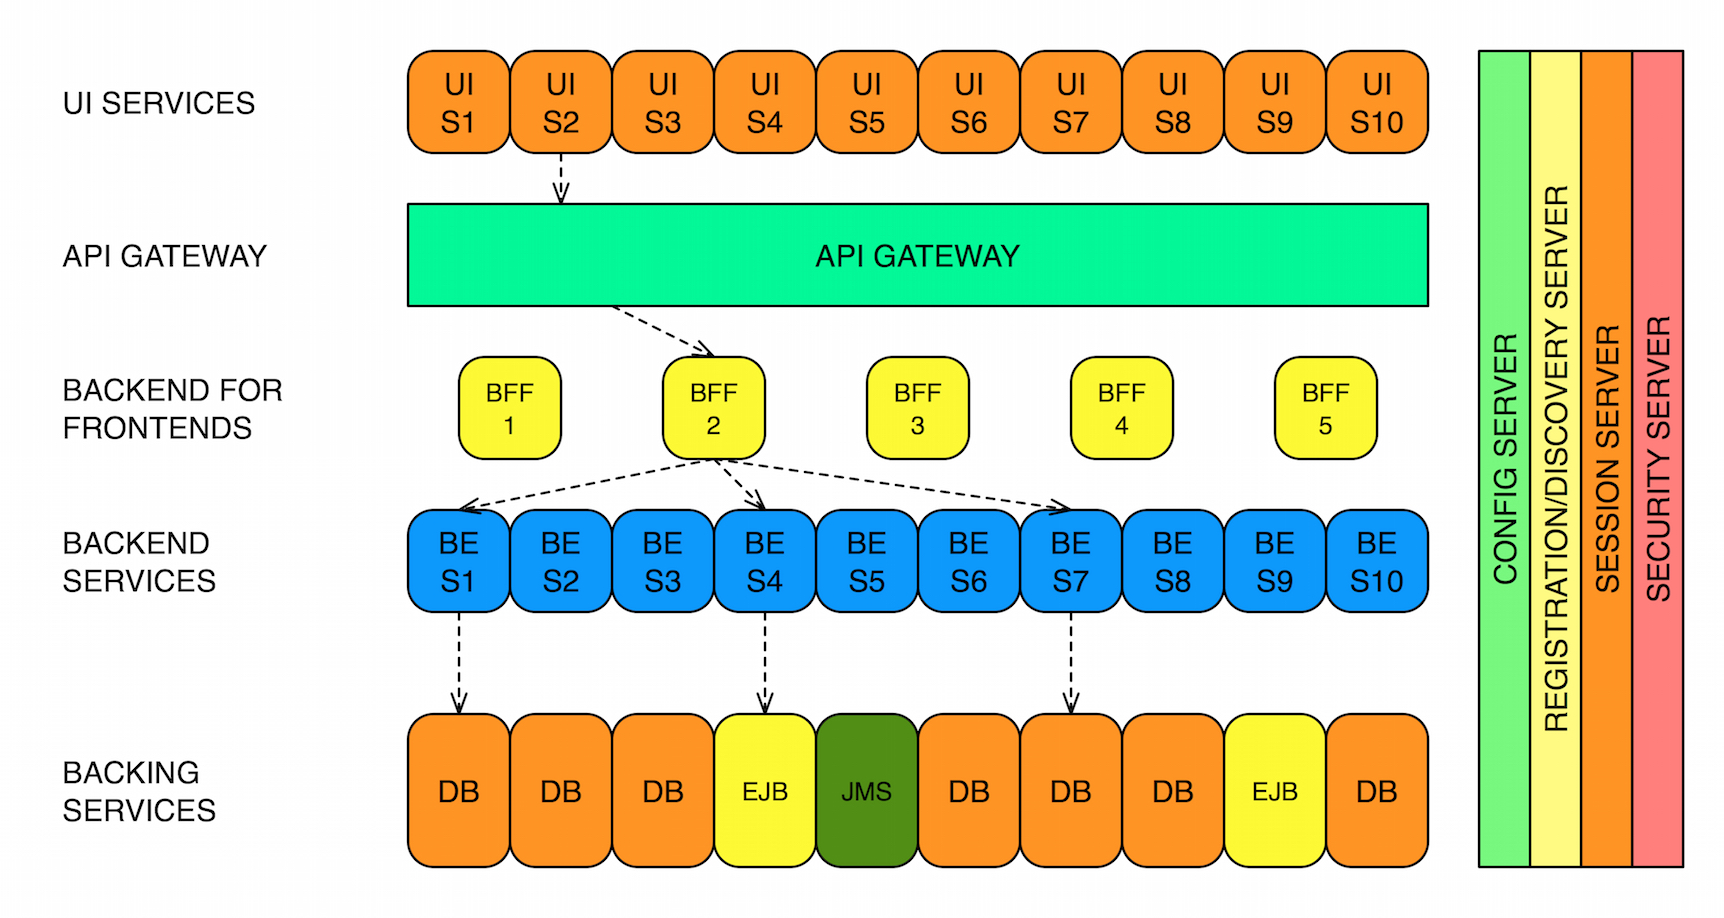 UI SERVICES
UI
S1
UI
S2
UI
S3
UI
S4
UI
S5
UI
S6
UI
S7
UI
S8
UI
S9
UI
S10
API GATEWAY
API GATEWAY
BACKEND FOR
FRONTENDS
BFF
1
BFF
2
BFF
3
BFF
4
BFF
5
BACKEND
SERVICES
BE
S1
BE
S2
BE
S3
BE
S4
BE
S5
BE
S6
BE
S7
BE
S8
BE
S9
BE
S10
BACKING
SERVICES
DB
DB
DB
EJB
JMS
DB
DB
DB
EJB
DB
CONFIG SERVER
REGISTRATION/DISCOVERY SERVER
SESSION SERVER
SECURITY SERVER